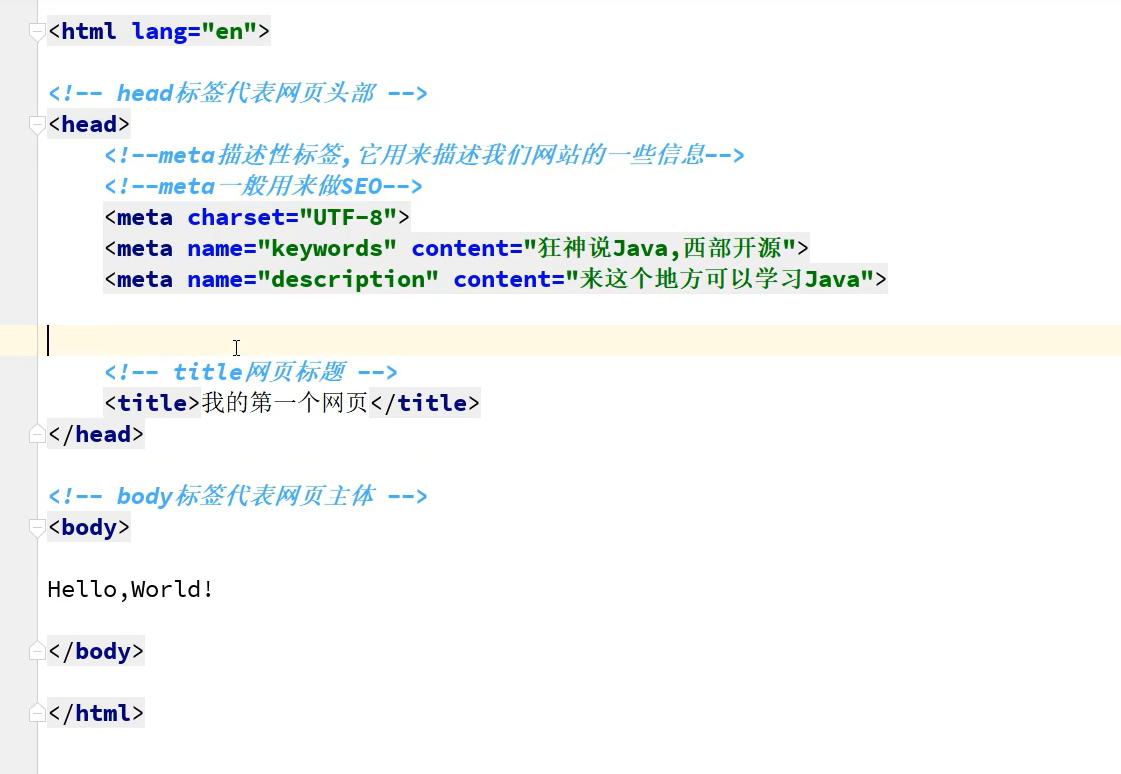 <html lang="en">
<!-- head标签代表网页头部 -->
<head>
<!--meta描述性标签,它用来描述我们网站的一些信息-->
<!--meta一般用来做SEO-->
<meta charset="UTF-8">
<meta name="keywords" content="狂神说Java,西部开源">
<meta name="description" content="来这个地方可以学习Java">
<!-- title网页标题 -->
<title>我的第一个网页</title>
</head>
<!-- body标签代表网页主体 -->
<body>
Hello,World!
</body>
</html>